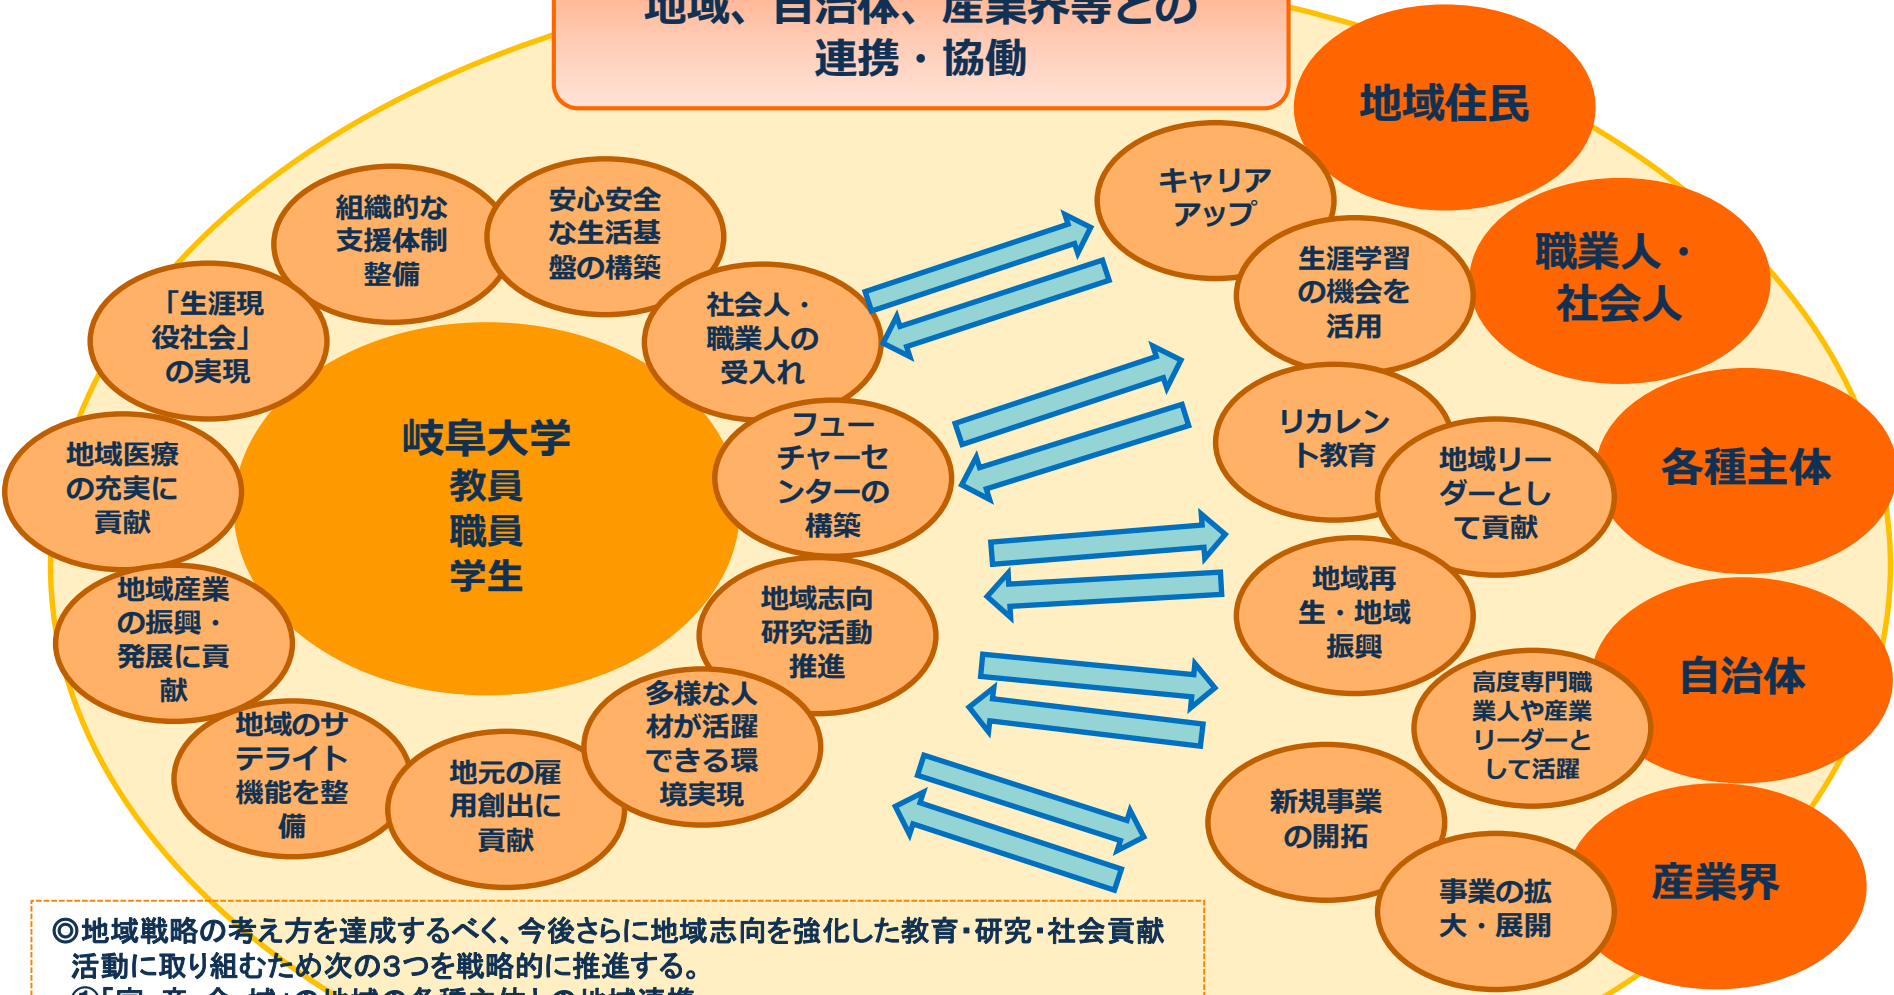 地域、自治体、産業界等との
連携・協働
地域住民
キャリア
アップ
組織的な
支援体制
整備
安心安全
な生活基
盤の構築
職業人・
社会人
生涯学習
の機会を
活用
「生涯現
役社会」
の実現
社会人・
職業人の
受入れ
岐阜大学
教員
職員
学生
フュー
チャーセ
ンターの
構築
リカレン
ト教育
地域リー
ダーとし
て貢献
各種主体
地域医療
の充実に
貢献
地域産業
の振興・
発展に貢
献
地域志向
研究活動
推進
地域再
生・地域
振興
自治体
高度専門職
業人や産業
リーダーと
して活躍
多様な人
材が活躍
できる環
境実現
地域のサ
テライト
機能を整
備
地元の雇
用創出に
貢献
新規事業
の開拓
事業の拡
大・展開
産業界
◎地域戦略の考え方を達成するべく、今後さらに地域志向を強化した教育・研究・社会貢献
活動に取り組むため次の3つを戦略的に推進する。
の地域の各種主体との地域連携